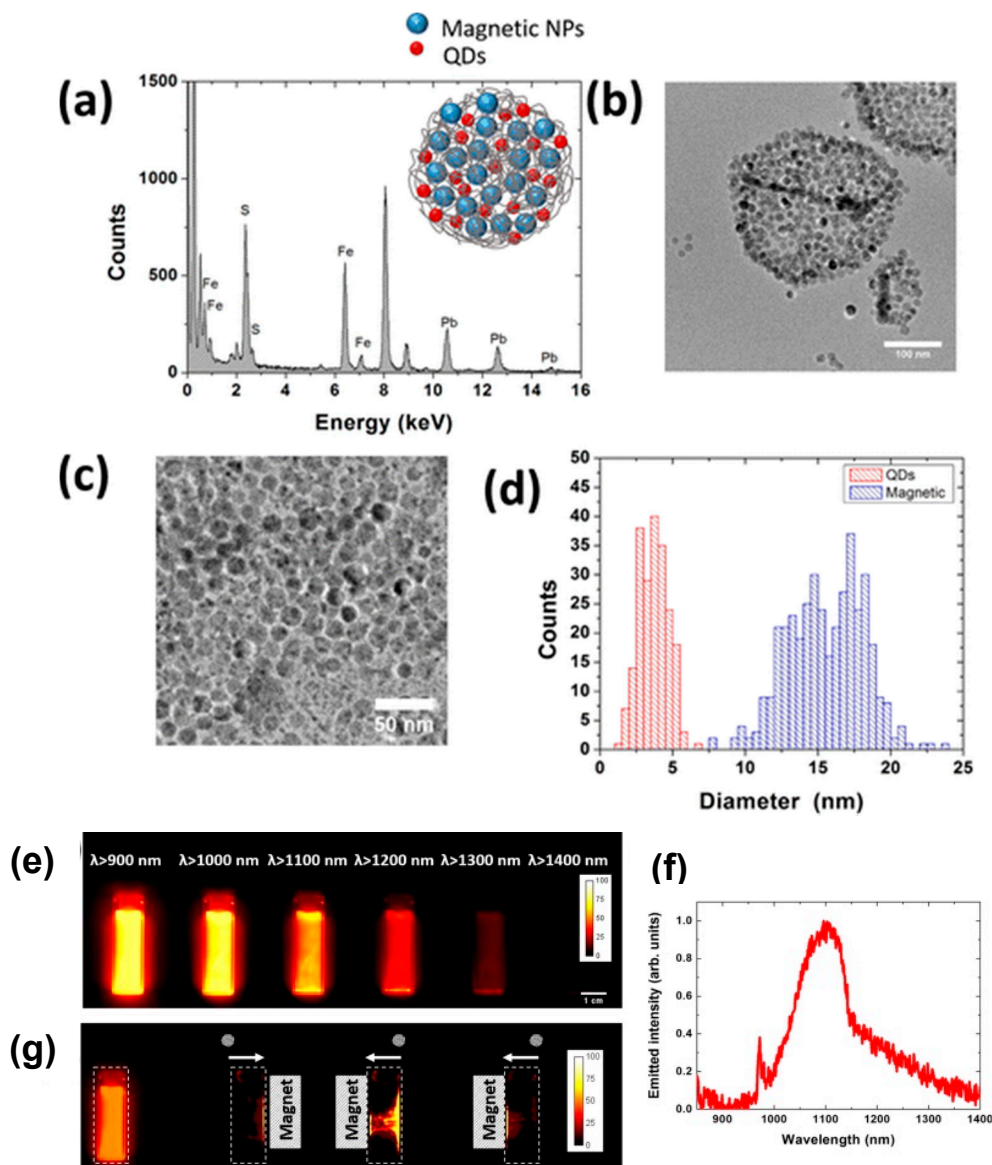 Magnetic NPs
QDs
(a)
1500
1000
500
0
Counts
Fe
Fe
S
S
Fe
Fe
Pb
Pb
Pb
0 2 4 6 8 10 12 14 16
Energy (keV)
(b)
100 nm
(c)
50 nm
(d)
50
45
40
35
30
25
20
15
10
5
0
Counts
QDs
Magnetic
0 5 10 15 20 25
Diameter (nm)
(e)
λ>900 nm λ>1000 nm λ>1100 nm λ>1200 nm λ>1300 nm λ>1400 nm
100
75
50
25
0
1 cm
(f)
Emitted intensity (arb. units)
1.0
0.8
0.6
0.4
0.2
0.0
900 1000 1100 1200 1300 1400
Wavelength (nm)
(g)
Magnet
Magnet
Magnet
100
75
50
25
0